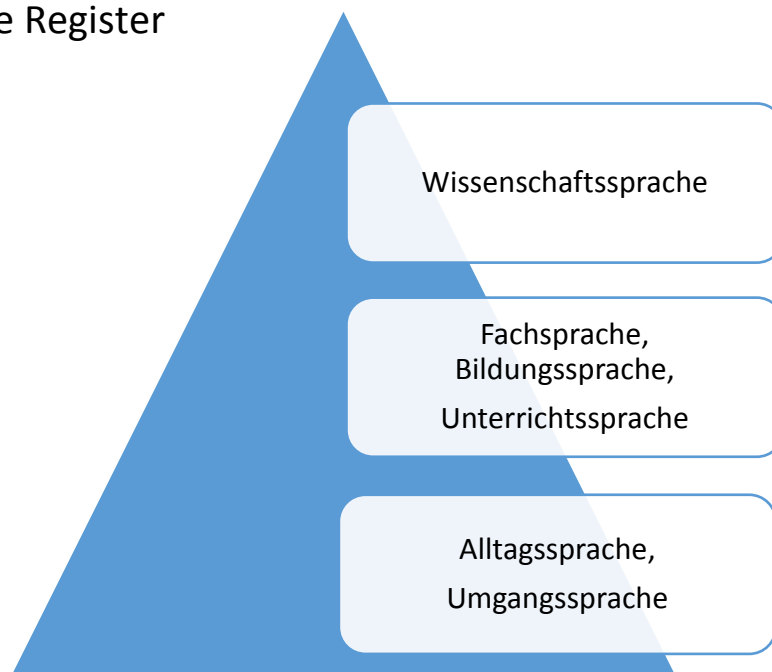 e Register
Wissenschaftssprache
Fachsprache,
Bildungssprache,
Unterrichtssprache
Alltagssprache,
Umgangssprache